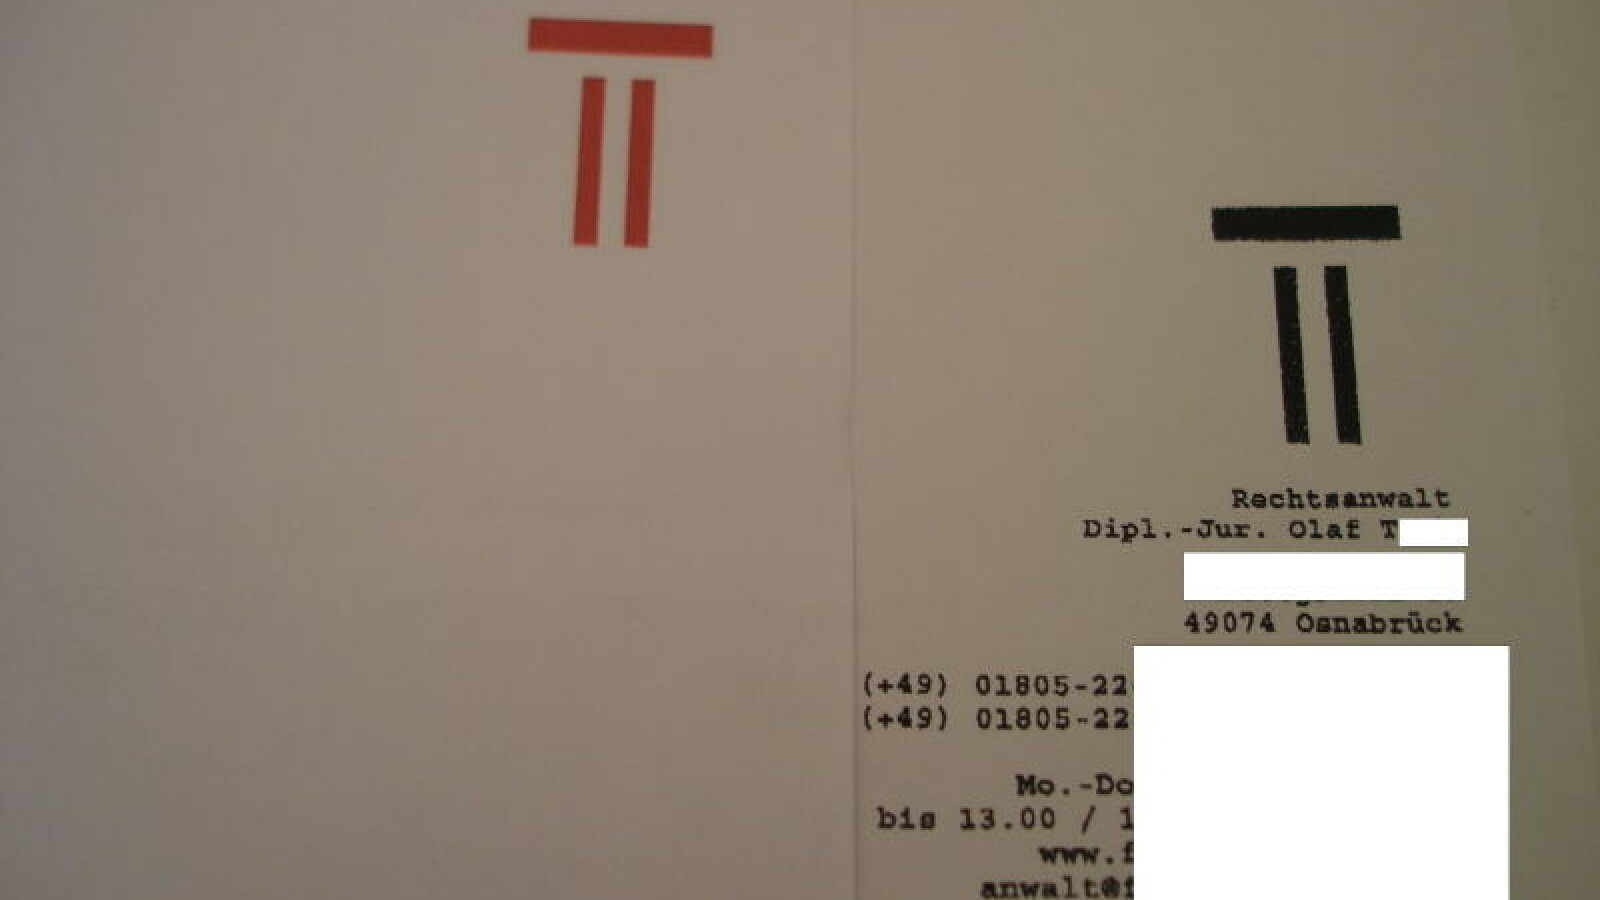 Rechtsanwalt
Dipl.-Jur. Olaf T
49074 Osnabrück
(+49) 01805-22
(+49) 01805-22
Mo.-Do
bis 13.00 / 1
www.f
anwalt@f